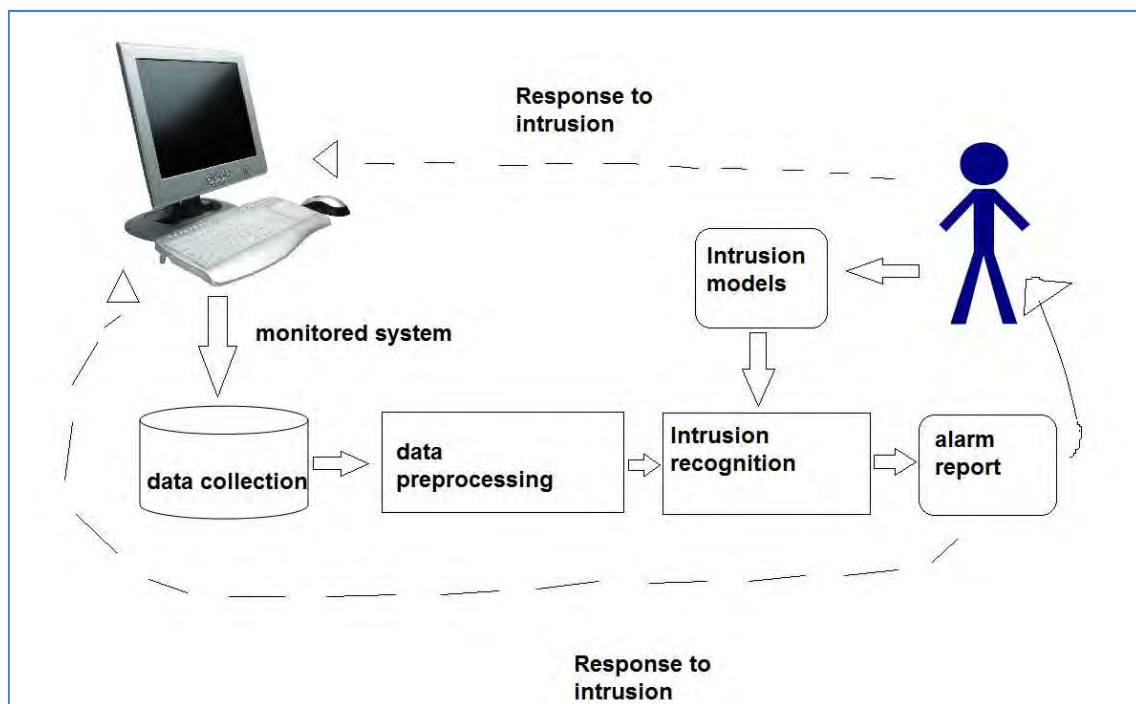 Response to
intrusion
Intrusion
models
monitored system
data collection
data
preprocessing
Intrusion
recognition
alarm
report
Response to
intrusion